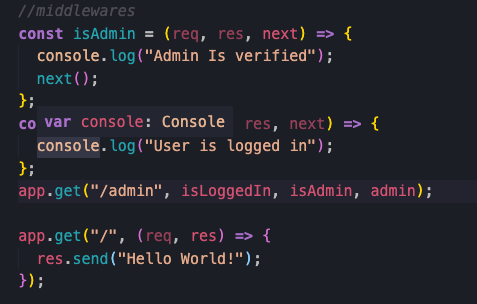 //middlewares
const isAdmin = (req, res, next) => {
console.log("Admin Is verified");
next();
};
co
var console: Console
res, next) => {
console.log("User is logged in");
};
app.get("/admin", isLoggedIn, isAdmin, admin);
app.get("/", (req, res) => {
res.send("Hello World!");
});